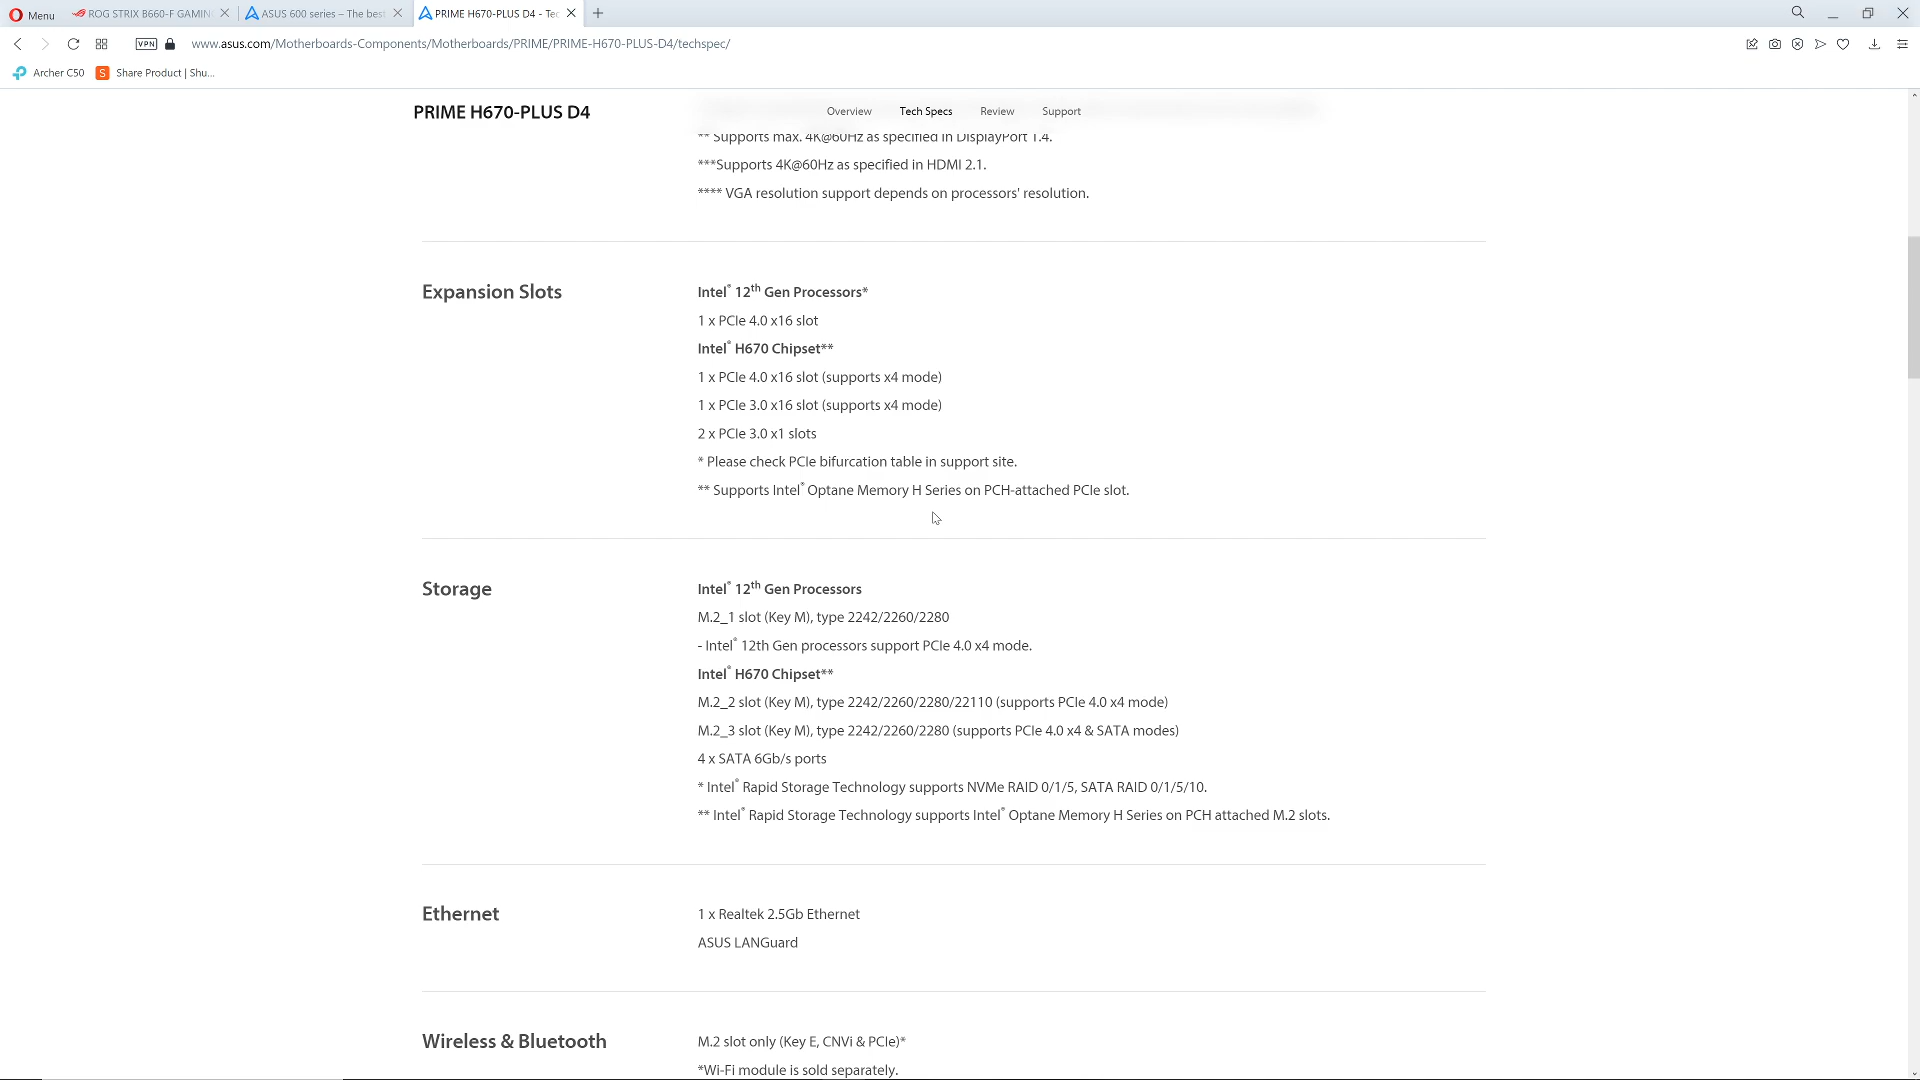 Menu
ROG STRIX B660-F GAMIN
ASUS 600 series – The best
PRIME H670-PLUS D4 - Tec
VPN
www.asus.com/Motherboards-Components/Motherboards/PRIME/PRIME-H670-PLUS-D4/techspec/
Archer C50
S Share Product | Shu...
PRIME H670-PLUS D4
Overview
Tech Specs
Review
Support
** Supports max. 4K@60Hz as specified in DisplayPort 1.4.
***Supports 4K@60Hz as specified in HDMI 2.1.
**** VGA resolution support depends on processors' resolution.
Expansion Slots
Intel® 12th Gen Processors*
1 x PCIe 4.0 x16 slot
Intel® H670 Chipset**
1 x PCIe 4.0 x16 slot (supports x4 mode)
1 x PCIe 3.0 x16 slot (supports x4 mode)
2 x PCIe 3.0 x1 slots
* Please check PCIe bifurcation table in support site.
** Supports Intel® Optane Memory H Series on PCH-attached PCIe slot.
Storage
Intel® 12th Gen Processors
M.2_1 slot (Key M), type 2242/2260/2280
- Intel® 12th Gen processors support PCIe 4.0 x4 mode.
Intel® H670 Chipset**
M.2_2 slot (Key M), type 2242/2260/2280/22110 (supports PCIe 4.0 x4 mode)
M.2_3 slot (Key M), type 2242/2260/2280 (supports PCIe 4.0 x4 & SATA modes)
4 x SATA 6Gb/s ports
* Intel® Rapid Storage Technology supports NVMe RAID 0/1/5, SATA RAID 0/1/5/10.
** Intel® Rapid Storage Technology supports Intel® Optane Memory H Series on PCH attached M.2 slots.
Ethernet
1 x Realtek 2.5Gb Ethernet
ASUS LANGuard
Wireless & Bluetooth
M.2 slot only (Key E, CNVi & PCIe)*
*Wi-Fi module is sold separately.